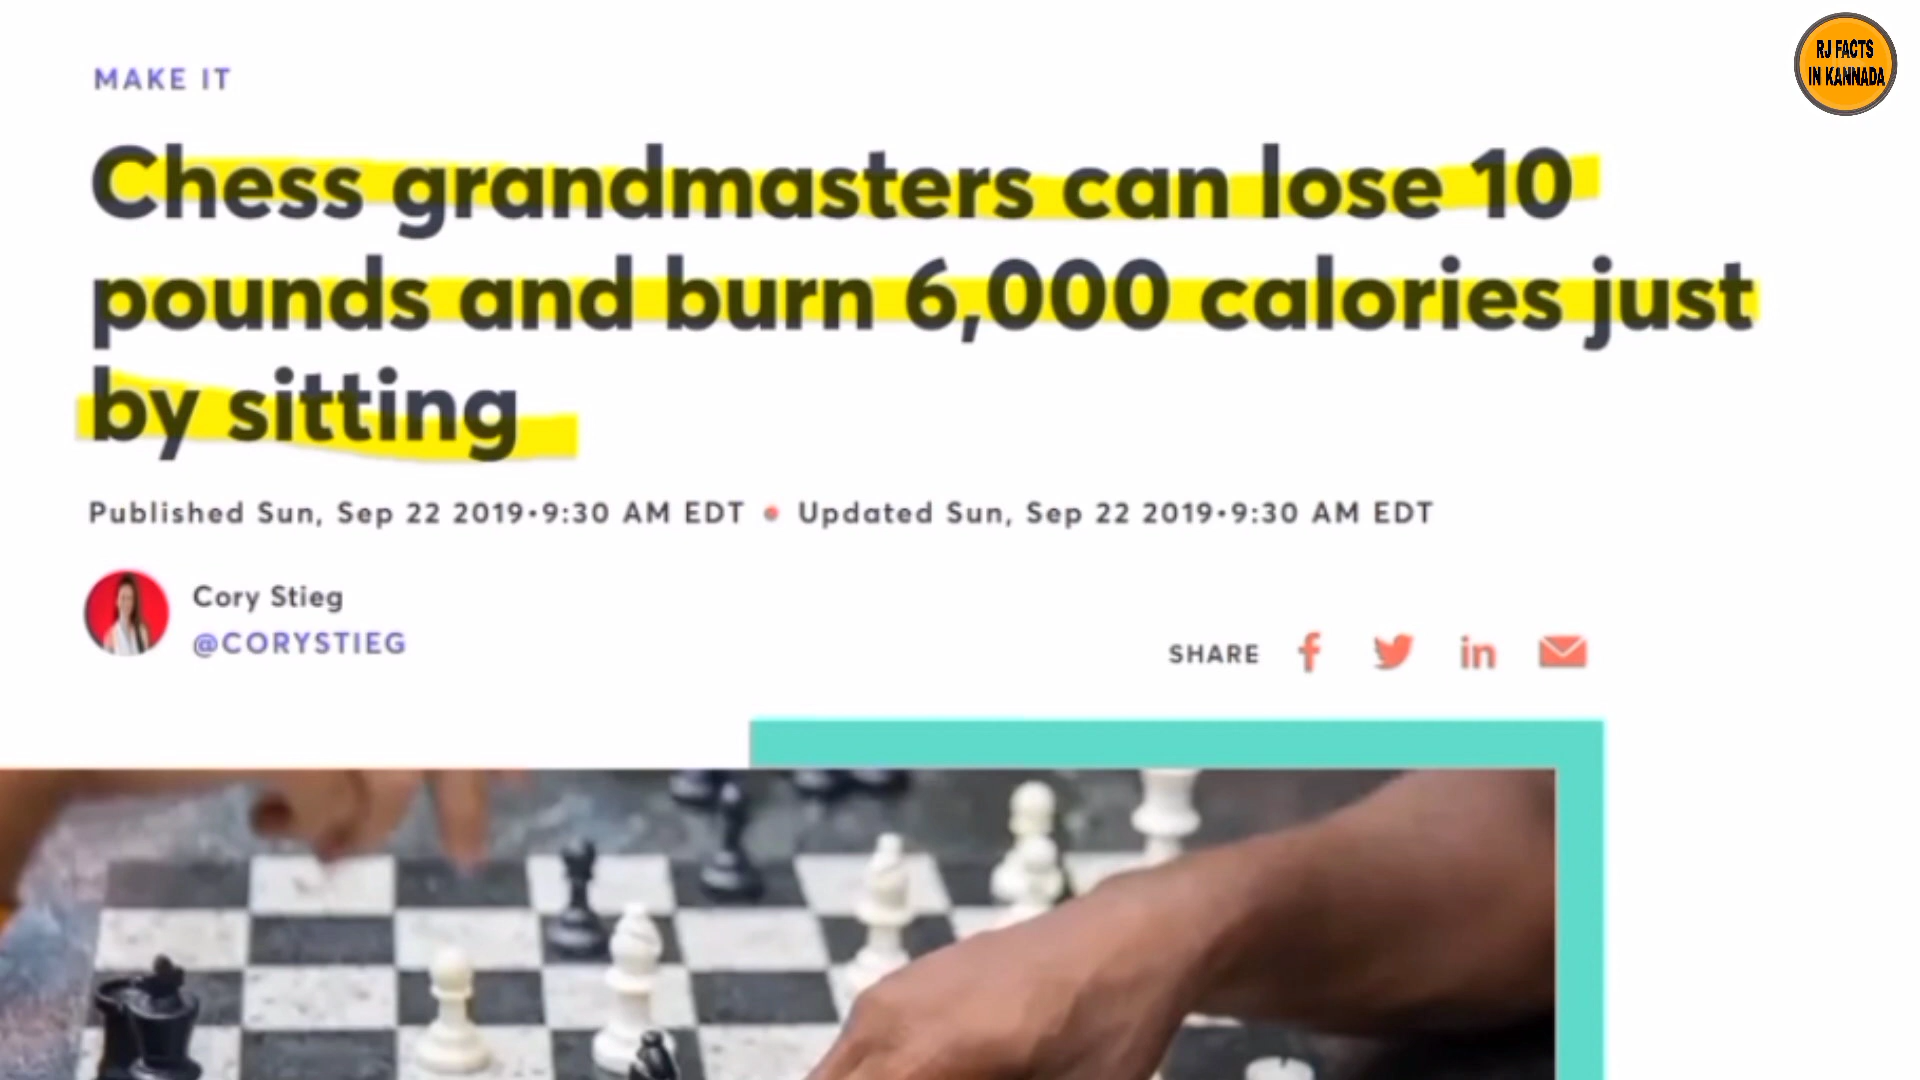 RJ FACTS
IN KANNADA
MAKE IT
Chess grandmasters can lose 10
pounds and burn 6,000 calories just
by sitting
Published Sun, Sep 22 2019•9:30 AM EDT • Updated Sun, Sep 22 2019•9:30 AM EDT
Cory Stieg
@CORYSTIEG
SHARE